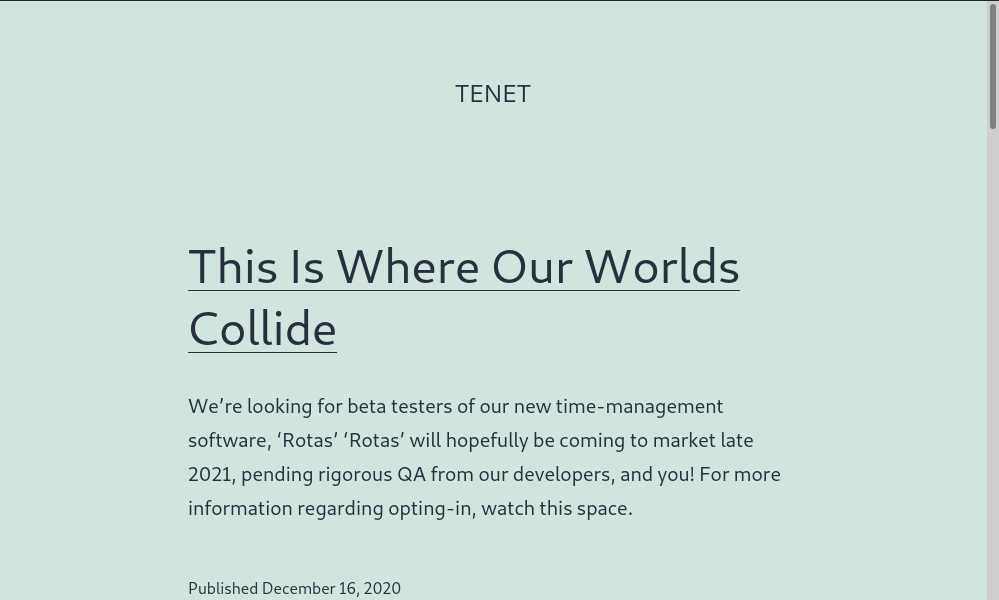 TENET
This Is Where Our Worlds
Collide
We’re looking for beta testers of our new time-management
software, ‘Rotas’ ‘Rotas’ will hopefully be coming to market late
2021, pending rigorous QA from our developers, and you! For more
information regarding opting-in, watch this space.
Published December 16, 2020